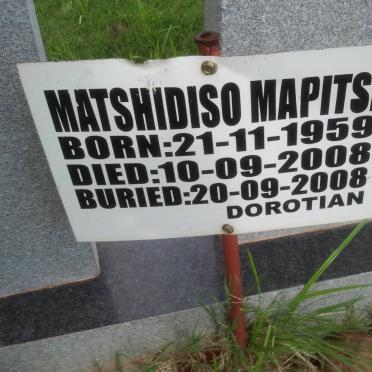 MATSHIDISO MAPITS
BORN:21-11-1959
DIED:10-09-2008
BURIED:20-09-2008
DOROTIAN